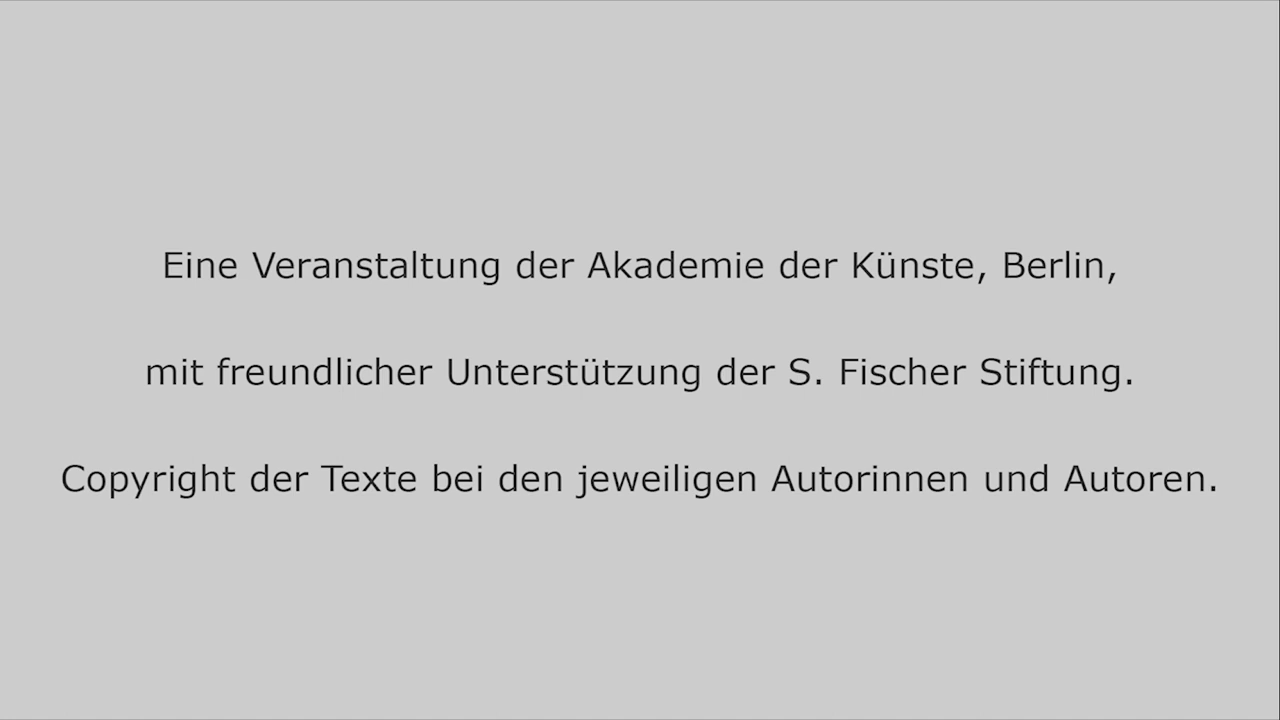 Eine Veranstaltung der Akademie der Künste, Berlin,
mit freundlicher Unterstützung der S. Fischer Stiftung.
Copyright der Texte bei den jeweiligen Autorinnen und Autoren.